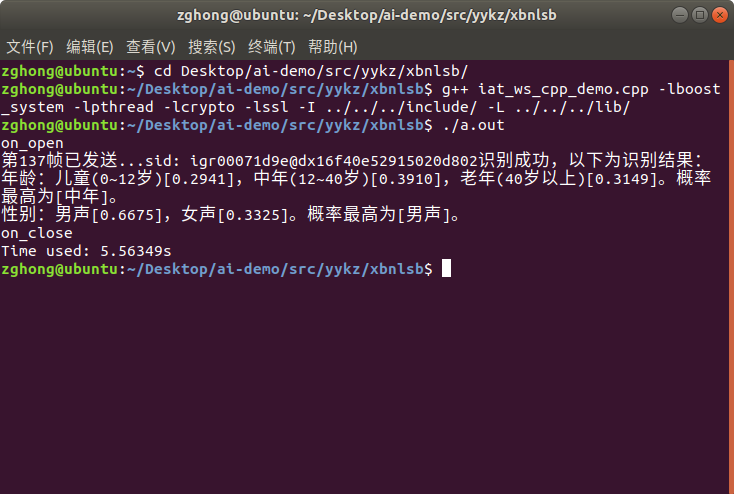 zghong@ubuntu: ~/Desktop/ai-demo/src/yykz/xbnlsb
文件(F) 编辑(E) 查看(V) 搜索(S) 终端(T) 帮助(H)
zghong@ubuntu:~$ cd Desktop/ai-demo/src/yykz/xbnlsb/
zghong@ubuntu:~/Desktop/ai-demo/src/yykz/xbnlsb$ g++ iat_ws_cpp_demo.cpp -lboost
_system -lpthread -lcrypto -lssl -I ../../../include/ -L ../../../lib/
zghong@ubuntu:~/Desktop/ai-demo/src/yykz/xbnlsb$ ./a.out
on_open
第137帧已发送...sid: igr00071d9e@dx16f40e52915020d802识别成功，以下为识别结果：
年龄：儿童(0~12岁)[0.2941]，中年(12~40岁)[0.3910]，老年(40岁以上)[0.3149]。概率
最高为[中年]。
性别：男声[0.6675]，女声[0.3325]。概率最高为[男声]。
on_close
Time used: 5.56349s
zghong@ubuntu:~/Desktop/ai-demo/src/yykz/xbnlsb$